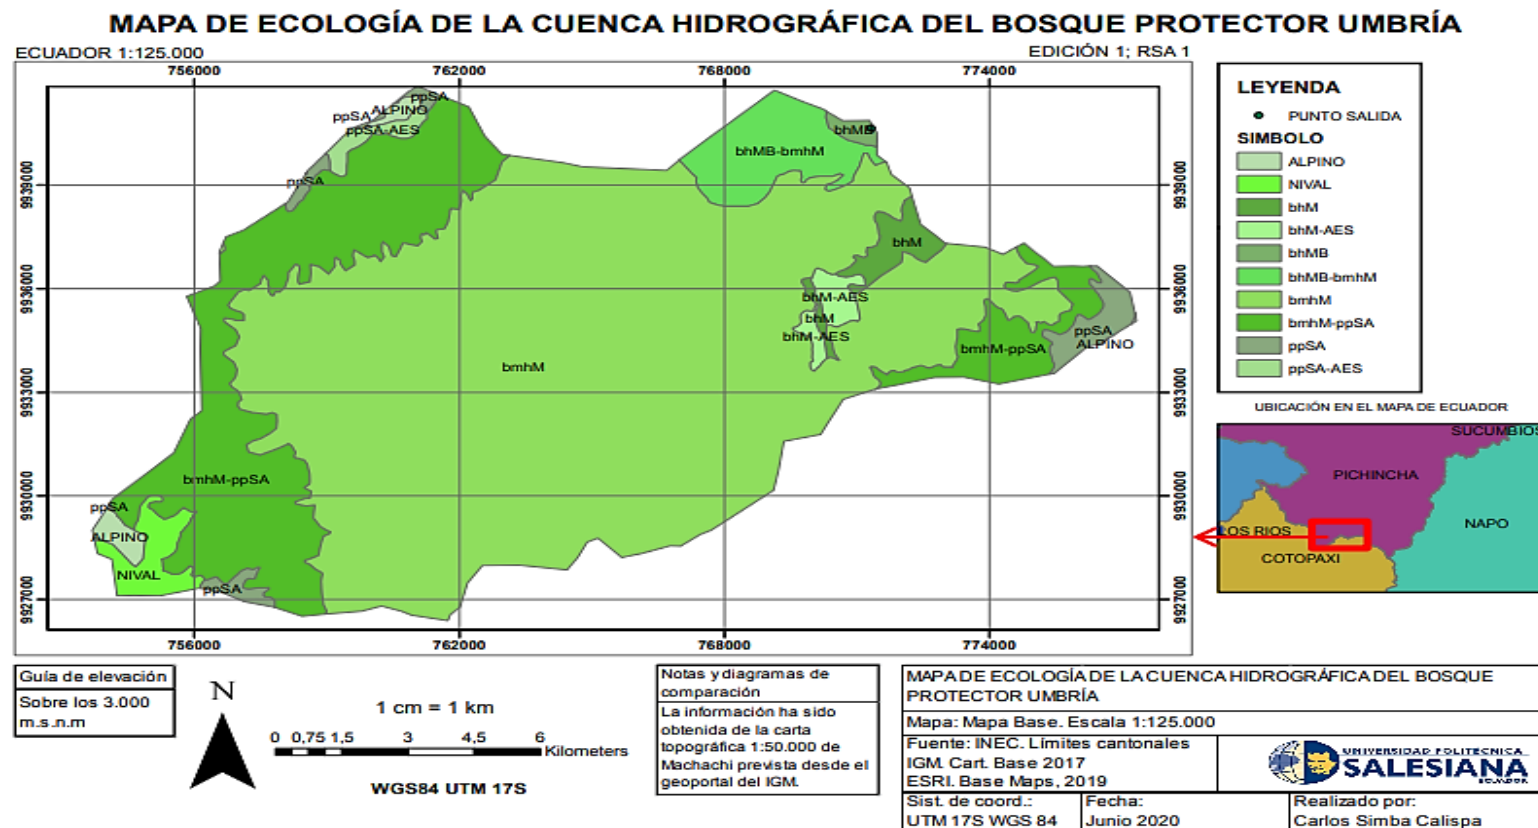 MAPA DE ECOLOGÍA DE LA CUENCA HIDROGRÁFICA DEL BOSQUE PROTECTOR UMBRÍA
ECUADOR 1:125.000
EDICIÓN 1; RSA 1
756000 762000 768000 774000
ppSA
ppSA ALPINO
ppSA-AES
bhMB
bhMB-bmhM
ppSA
9939000 9939000
bhM
9936000 9936000
bhM-AES
bhM
bhM-AES
ppSA
ALPINO
bmhM-ppSA
bmhM
9933000 9933000
bmhM-ppSA
9930000 9930000
ppSA
ALPINO
NIVAL
ppSA
9927000 9927000
756000 762000 768000 774000
LEYENDA
PUNTO SALIDA
SIMBOLO
ALPINO
NIVAL
bhM
bhM-AES
bhMB
bhMB-bmhM
bmhM
bmhM-ppSA
ppSA
ppSA-AES
UBICACIÓN EN EL MAPA DE ECUADOR
SUCUMBIOS
PICHINCHA
NAPO
LOS RIOS
COTOPAXI
Guía de elevación
Sobre los 3.000
m.s.n.m
N
1 cm = 1 km
0 0,75 1,5 3 4,5 6
Kilometers
WGS84 UTM 17S
Notas y diagramas de
comparación
La información ha sido
obtenida de la carta
topográfica 1:50.000 de
Machachi prevista desde el
geoportal del IGM.
MAPA DE ECOLOGÍA DE LA CUENCA HIDROGRÁFICA DEL BOSQUE
PROTECTOR UMBRÍA
Mapa: Mapa Base. Escala 1:125.000
Fuente: INEC. Límites cantonales
IGM. Cart. Base 2017
ESRI. Base Maps, 2019
UNIVERSIDAD POLITÉCNICA
SALESIANA
ECUADOR
Sist. de coord.:
UTM 17S WGS 84
Fecha:
Junio 2020
Realizado por:
Carlos Simba Calispa